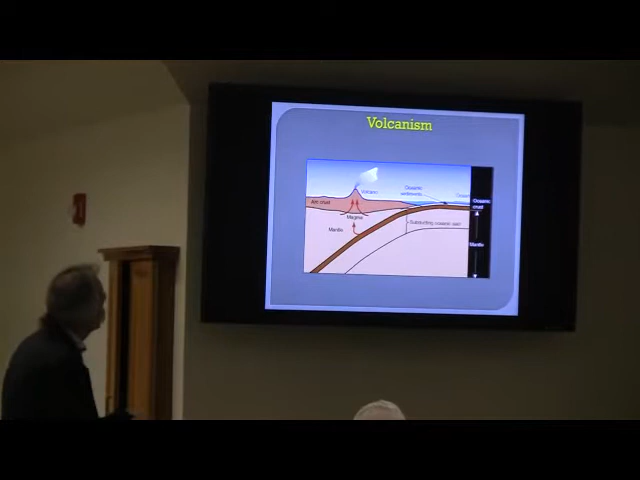 Volcanism
Volcano
Oceanic
sediments
Arc crust
Oceanic
crust
Magma
Subducting oceanic plate
Mantle
Mantle